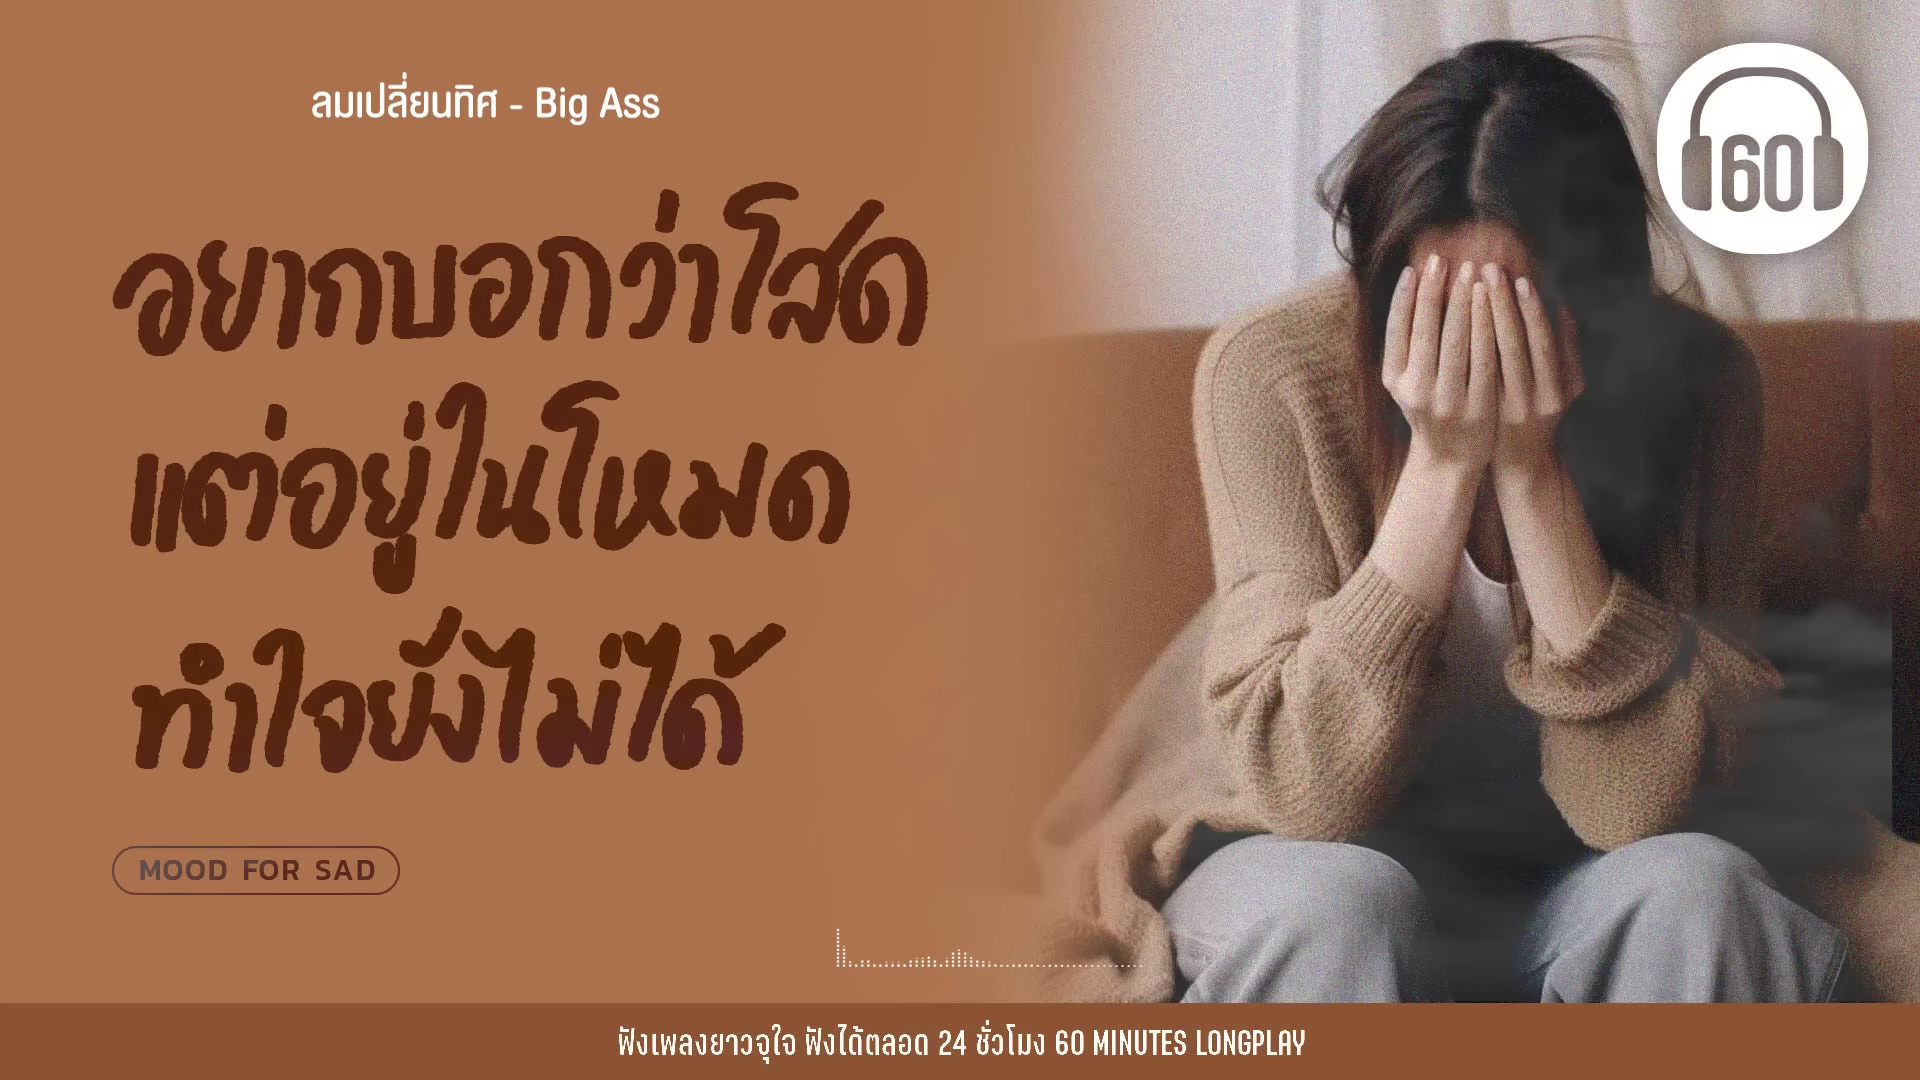 ลมเปลี่ยนทิศ - Big Ass
60
อยากบอกว่าโสด
แต่อยู่ในโหมด
ทำใจยังไม่ได้
MOOD FOR SAD
ฟังเพลงยาวจุใจ ฟังได้ตลอด 24 ชั่วโมง 60 MINUTES LONGPLAY